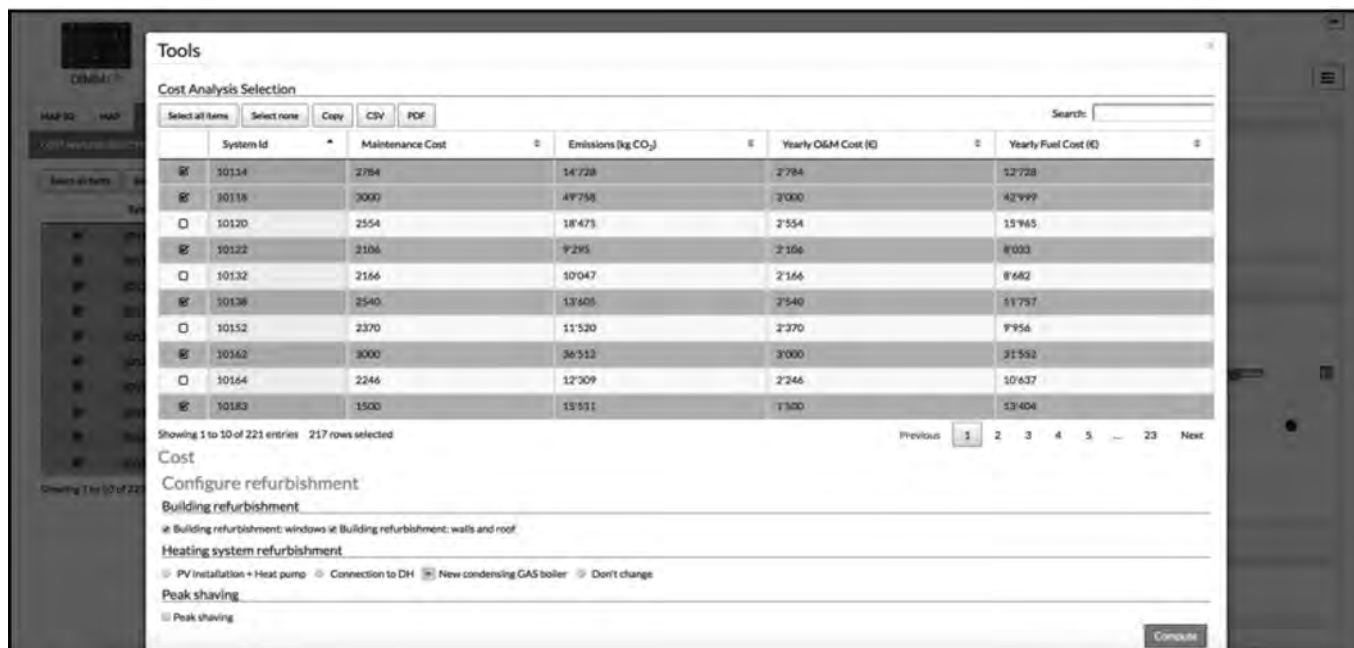 Tools
Cost Analysis Selection
Select all items Select none Copy CSV PDF Search:
System Id Maintenance Cost Emissions (kg CO₂) Yearly O&M Cost (€) Yearly Fuel Cost (€)
10114 2784 14'728 2'784 12'728
10118 3000 49'758 3'000 42'999
10120 2554 18'475 2'554 15'965
10122 2106 9'295 2'106 8'033
10132 2166 10'047 2'166 8'682
10138 2540 13'605 2'540 11'757
10152 2370 11'520 2'370 9'956
10162 3000 36'512 3'000 31'552
10164 2246 12'309 2'246 10'637
10183 1500 15'511 1'500 13'404
Showing 1 to 10 of 221 entries 217 rows selected Previous 1 2 3 4 5 ... 23 Next
Cost
Configure refurbishment
Building refurbishment
Building refurbishment: windows Building refurbishment: walls and roof
Heating system refurbishment
PV installation + Heat pump Connection to DH New condensing GAS boiler Don't change
Peak shaving
Peak shaving
Compute
MAP 3D MAP
Select all items